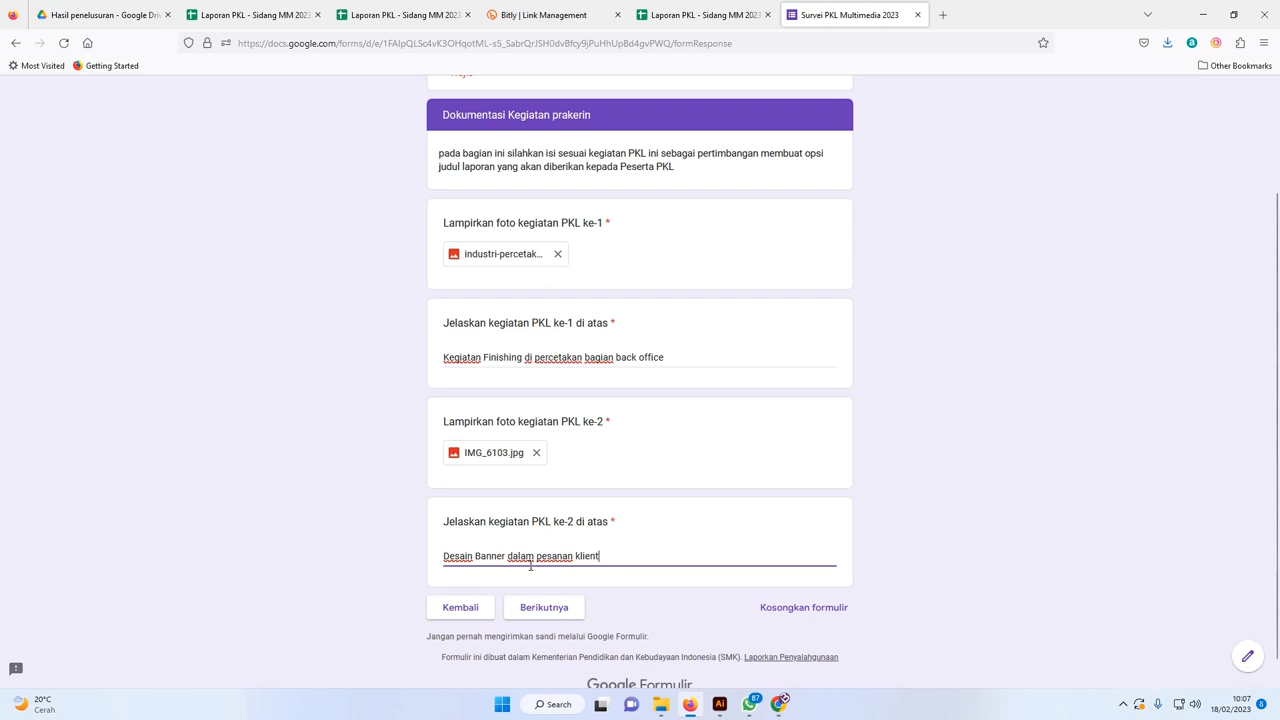 Hasil penelusuran - Google Driv
Laporan PKL - Sidang MM 2023
Laporan PKL - Sidang MM 2023
Bitly | Link Management
Laporan PKL - Sidang MM 2023
Survei PKL Multimedia 2023
https://docs.google.com/forms/d/e/1FAIpQLSc4vK3OHqotML-s5_SabrQrJSH0dvBfcy9jPuHhUpBd4gvPWQ/formResponse
Most Visited
Getting Started
Other Bookmarks
Dokumentasi Kegiatan prakerin
pada bagian ini silahkan isi sesuai kegiatan PKL ini sebagai pertimbangan membuat opsi
judul laporan yang akan diberikan kepada Peserta PKL
Lampirkan foto kegiatan PKL ke-1 *
industri-percetak...
Jelaskan kegiatan PKL ke-1 di atas *
Kegiatan Finishing di percetakan bagian back office
Lampirkan foto kegiatan PKL ke-2 *
IMG_6103.jpg
Jelaskan kegiatan PKL ke-2 di atas *
Desain Banner dalam pesanan klient
Kembali
Berikutnya
Kosongkan formulir
Jangan pernah mengirimkan sandi melalui Google Formulir.
Formulir ini dibuat dalam Kementerian Pendidikan dan Kebudayaan Indonesia (SMK). Laporkan Penyalahgunaan
Google Formulir
20°C
Cerah
Search
Ai
87
10:07
18/02/2023
8